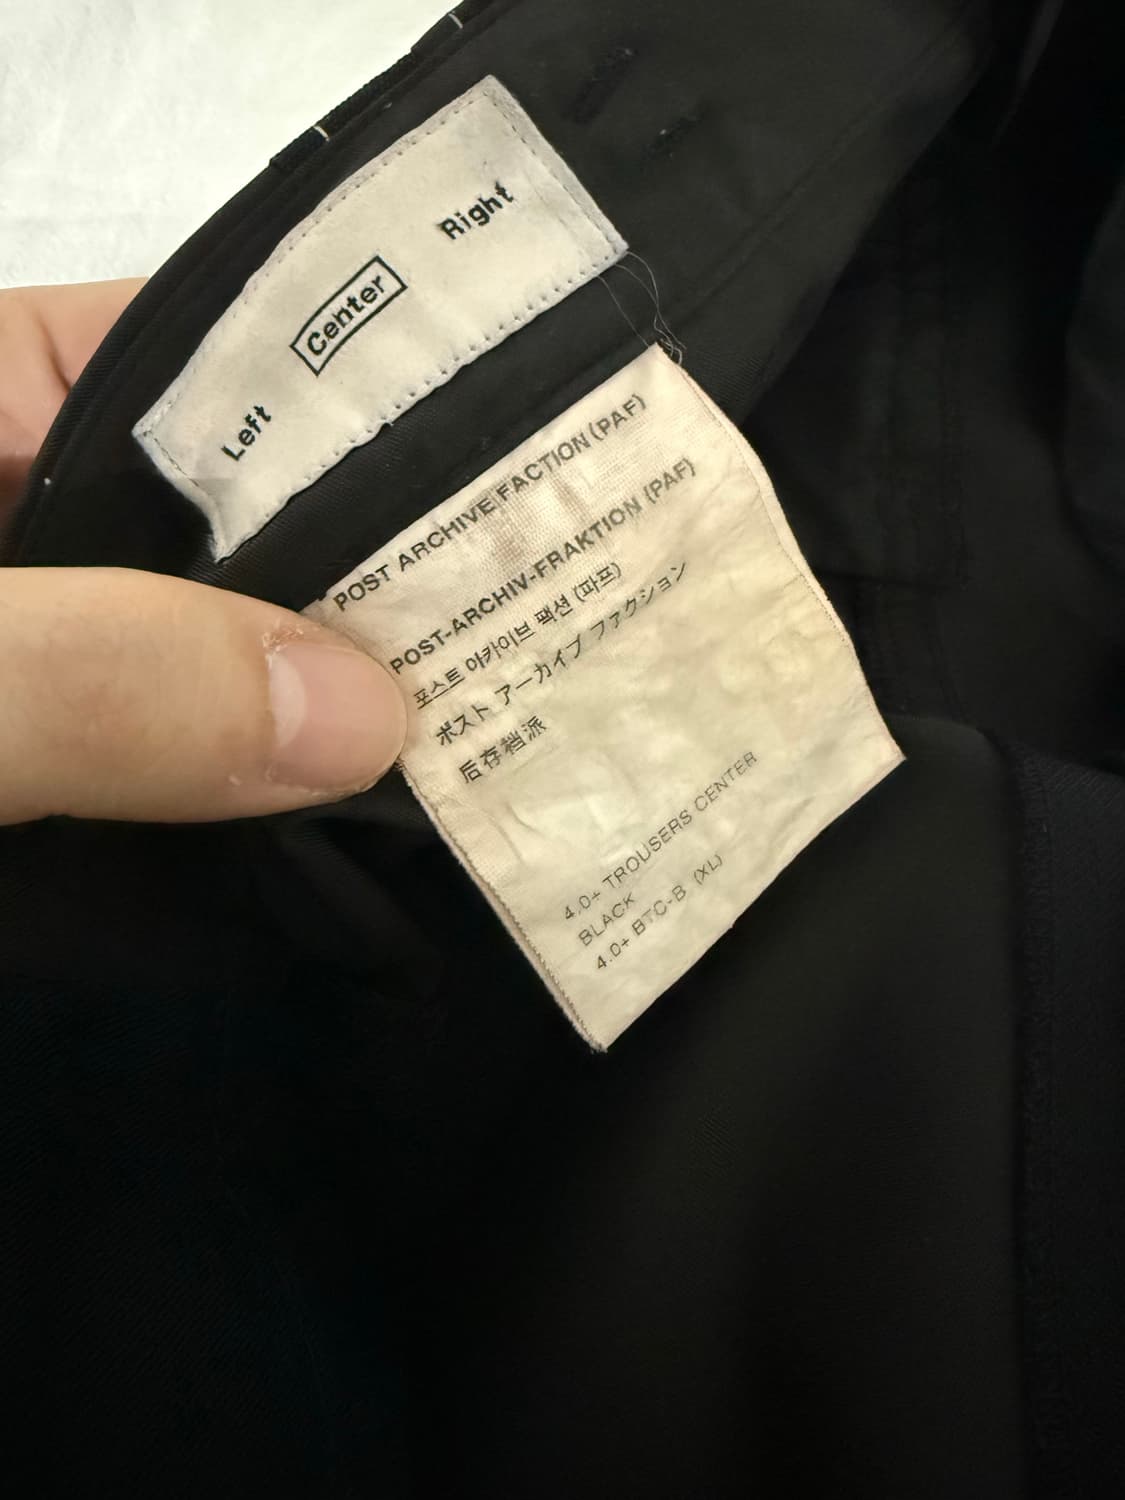 Left Center Right
POST ARCHIVE FACTION (PAF)
POST-ARCHIV-FRAKTION (PAF)
포스트 아카이브 팩션 (파프)
ポスト アーカイブ ファクション
后存档派
4.0+ TROUSERS CENTER
BLACK
4.0+ BTC-B (XL)